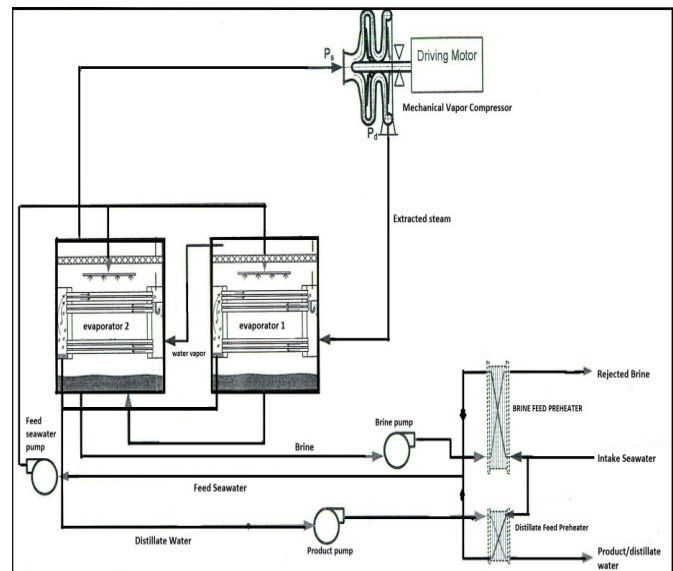 Driving Motor
Ps
Mechanical Vapor Compressor
Pd
Extracted steam
evaporator 2
evaporator 1
water vapor
Rejected Brine
BRINE FEED PREHEATER
Feed
seawater
pump
Brine pump
Brine
Intake Seawater
Feed Seawater
Distillate Feed Preheater
Distillate Water
Product pump
Product/distillate
water